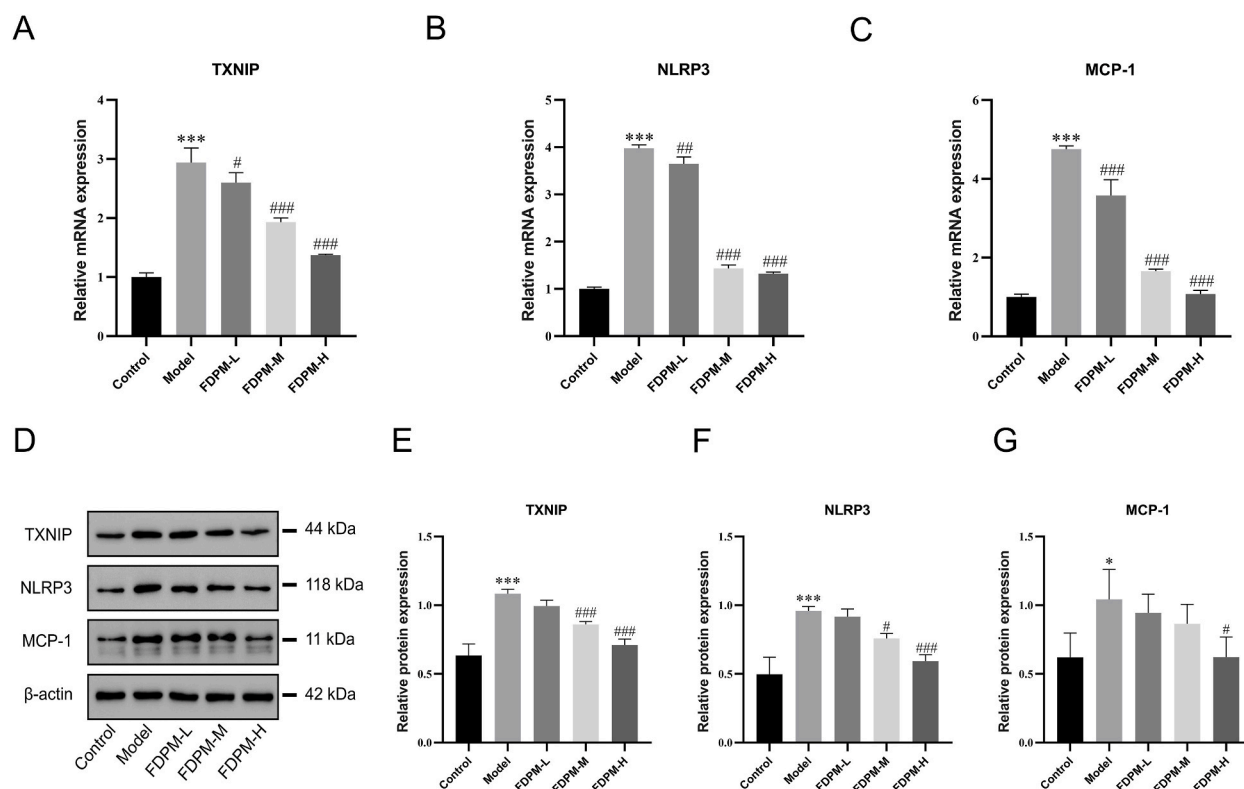 A
B
C
TXNIP
NLRP3
MCP-1
Relative mRNA expression
4
3
2
1
0
***
#
###
###
Control
Model
FDPM-L
FDPM-M
FDPM-H
Relative mRNA expression
5
4
3
2
1
0
***
##
###
###
Control
Model
FDPM-L
FDPM-M
FDPM-H
Relative mRNA expression
6
4
2
0
***
###
###
###
Control
Model
FDPM-L
FDPM-M
FDPM-H
D
E
F
G
TXNIP
44 kDa
NLRP3
118 kDa
MCP-1
11 kDa
β-actin
42 kDa
Control
Model
FDPM-L
FDPM-M
FDPM-H
TXNIP
Relative protein expression
1.5
1.0
0.5
0.0
***
###
###
Control
Model
FDPM-L
FDPM-M
FDPM-H
NLRP3
Relative protein expression
1.5
1.0
0.5
0.0
***
#
###
Control
Model
FDPM-L
FDPM-M
FDPM-H
MCP-1
Relative protein expression
1.5
1.0
0.5
0.0
*
#
Control
Model
FDPM-L
FDPM-M
FDPM-H